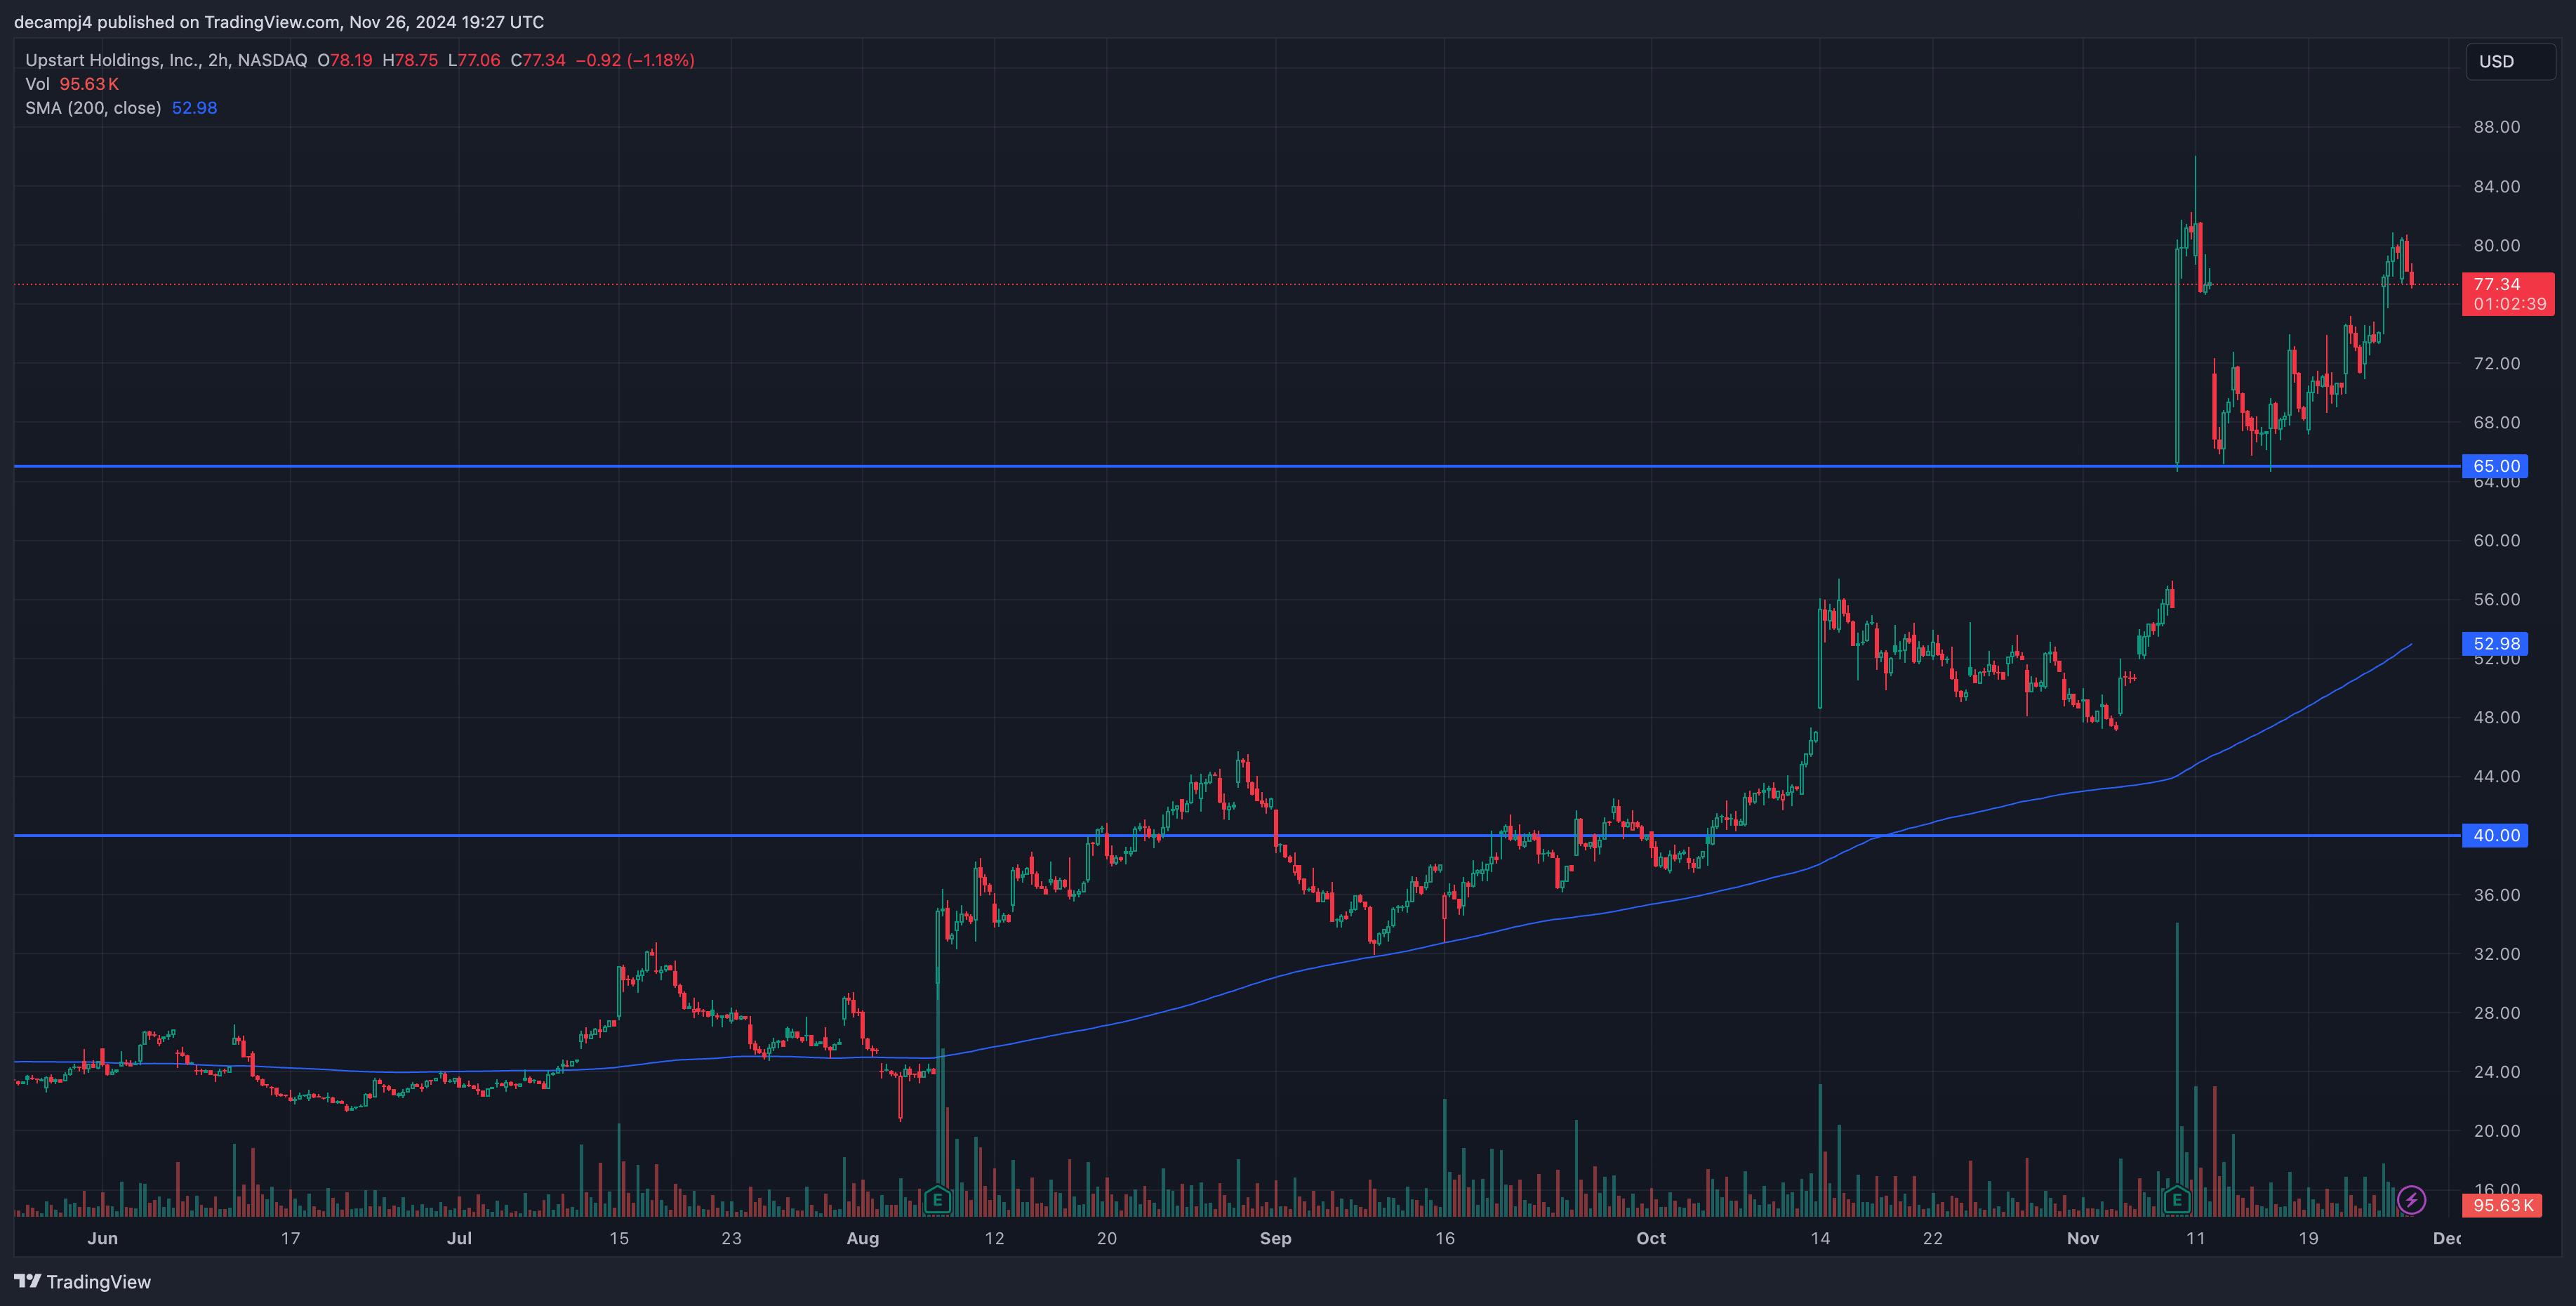 decampj4 published on TradingView.com, Nov 26, 2024 19:27 UTC
Upstart Holdings, Inc., 2h, NASDAQ O78.19 H78.75 L77.06 C77.34 −0.92 (−1.18%)
USD
Vol 95.63K
SMA (200, close) 52.98
88.00
84.00
80.00
77.34
01:02:39
72.00
68.00
65.00
64.00
60.00
56.00
52.98
52.00
48.00
44.00
40.00
36.00
32.00
28.00
24.00
20.00
16.00
E E
95.63K
Jun 17 Jul 15 23 Aug 12 20 Sep 16 Oct 14 22 Nov 11 19 Dec
TradingView